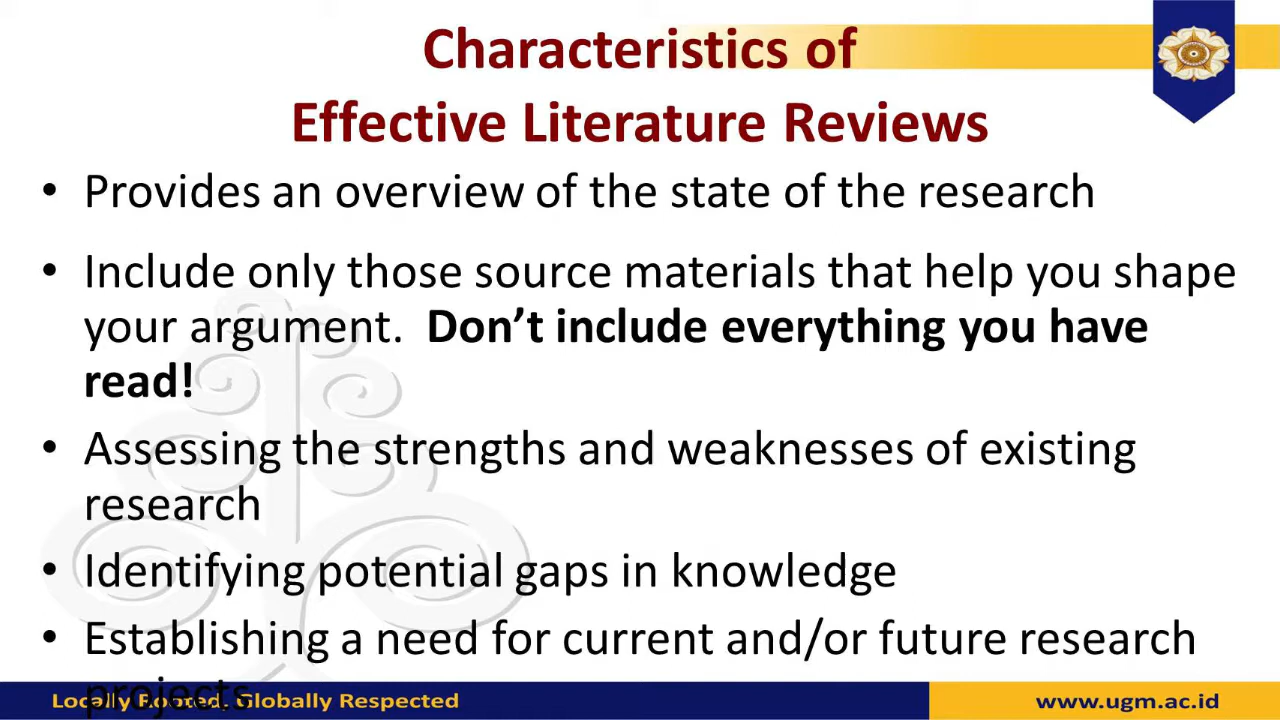 Characteristics of
Effective Literature Reviews
• Provides an overview of the state of the research
• Include only those source materials that help you shape
your argument.  Don’t include everything you have
read!
• Assessing the strengths and weaknesses of existing
research
• Identifying potential gaps in knowledge
• Establishing a need for current and/or future research
projects
Locally Rooted, Globally Respected
www.ugm.ac.id